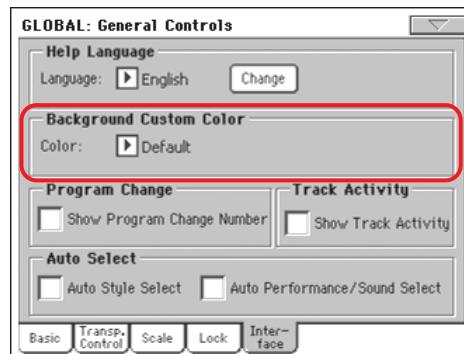 GLOBAL: General Controls
Help Language
Language: English Change
Background Custom Color
Color: Default
Program Change
Show Program Change Number
Track Activity
Show Track Activity
Auto Select
Auto Style Select Auto Performance/Sound Select
Basic
Transp. Control
Scale
Lock
Inter-
face